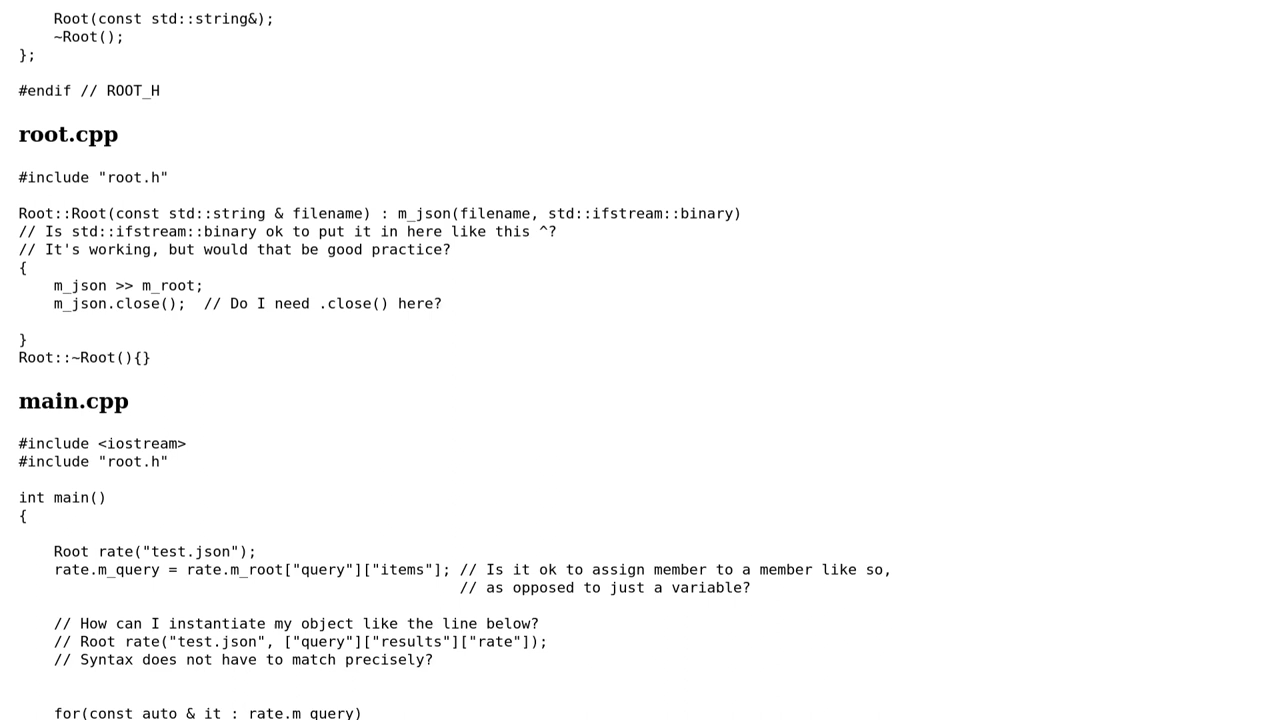 Root(const std::string&);
    ~Root();
};

#endif // ROOT_H
root.cpp
#include "root.h"

Root::Root(const std::string & filename) : m_json(filename, std::ifstream::binary)
// Is std::ifstream::binary ok to put it in here like this ^?
// It's working, but would that be good practice?
{
    m_json >> m_root;
    m_json.close();  // Do I need .close() here?

}
Root::~Root(){}
main.cpp
#include <iostream>
#include "root.h"

int main()
{

    Root rate("test.json");
    rate.m_query = rate.m_root["query"]["items"]; // Is it ok to assign member to a member like so,
                                                  // as opposed to just a variable?

    // How can I instantiate my object like the line below?
    // Root rate("test.json", ["query"]["results"]["rate"]);
    // Syntax does not have to match precisely?


    for(const auto & it : rate.m_query)